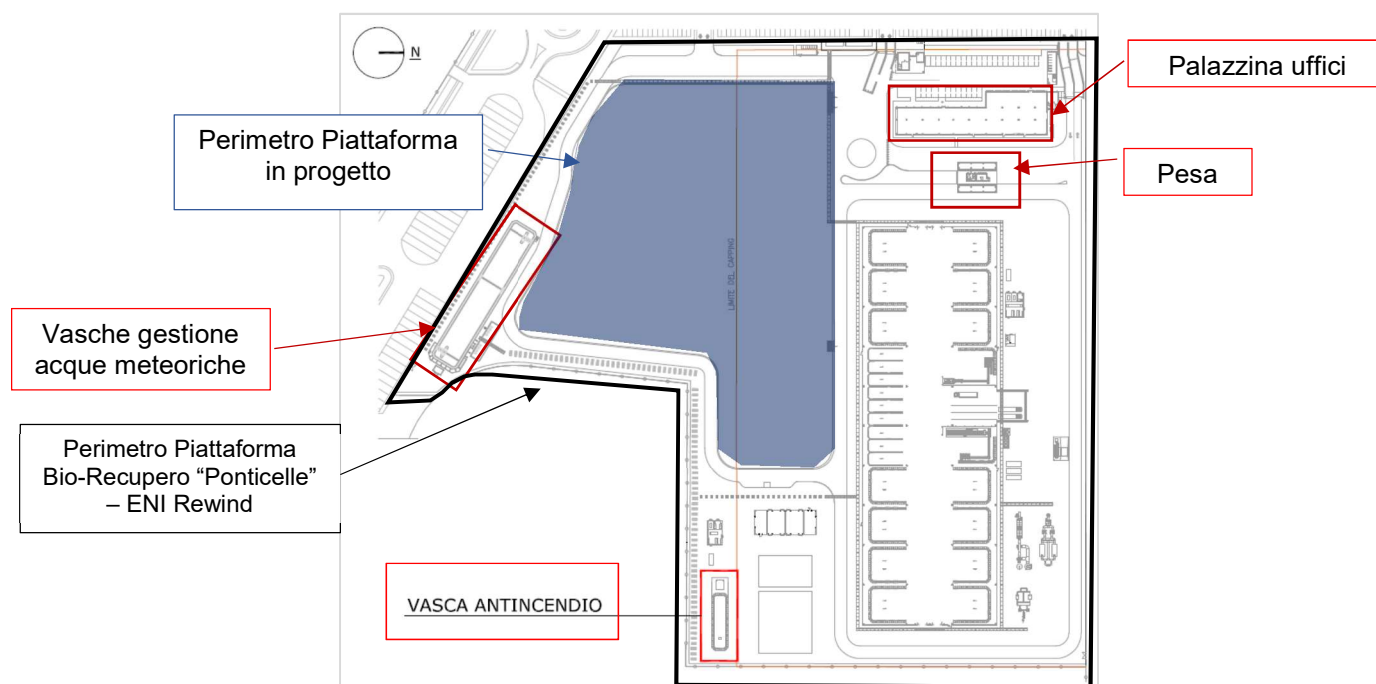 N
Palazzina uffici
Perimetro Piattaforma
in progetto
Pesa
LIMITE DEL CAPPING
Vasche gestione
acque meteoriche
Perimetro Piattaforma
Bio-Recupero “Ponticelle”
– ENI Rewind
VASCA ANTINCENDIO